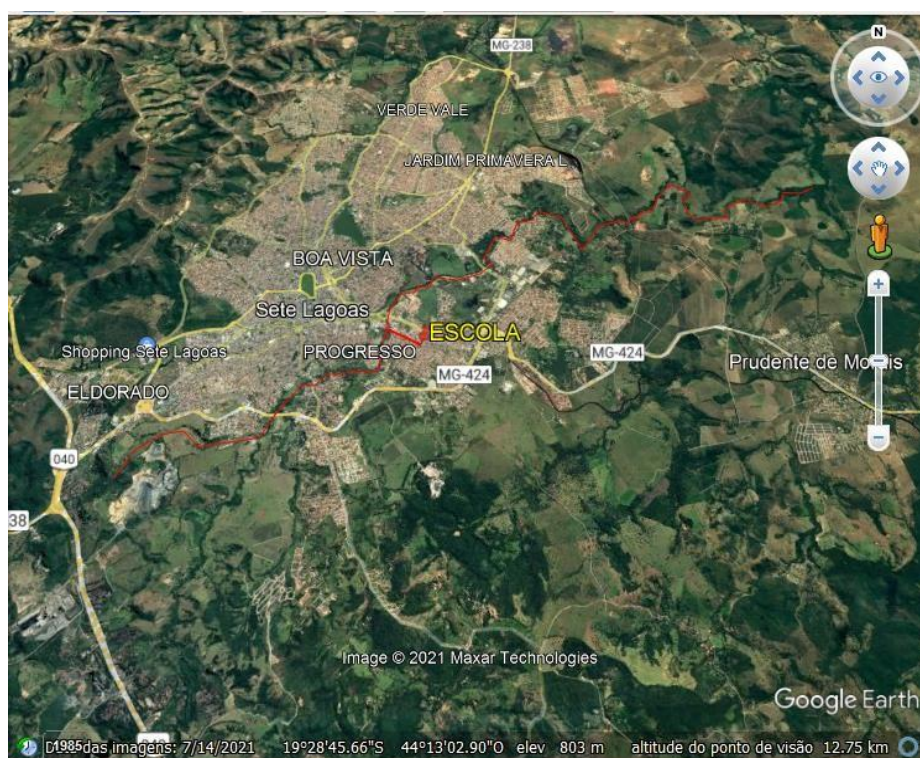 N
MG-238
VERDE VALE
JARDIM PRIMAVERA L
BOA VISTA
Sete Lagoas
ESCOLA
Shopping Sete Lagoas
PROGRESSO
MG-424
MG-424
Prudente de Morais
ELDORADO
040
38
Image © 2021 Maxar Technologies
Google Earth
1985
das imagens: 7/14/2021 19°28'45.66"S 44°13'02.90"O elev 803 m altitude do ponto de visão 12.75 km